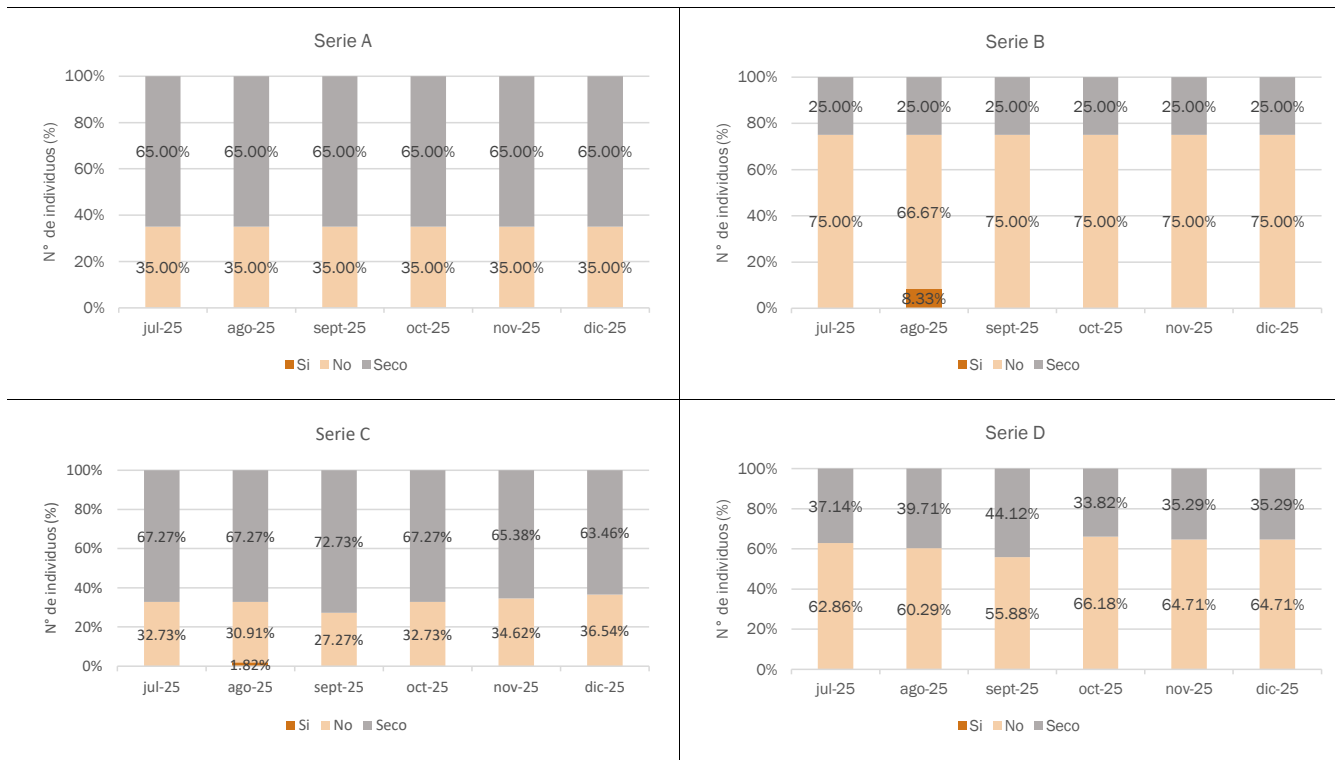 Serie A
N° de individuos (%)
100%
80%
60%
40%
20%
0%
65.00% 65.00% 65.00% 65.00% 65.00% 65.00%
35.00% 35.00% 35.00% 35.00% 35.00% 35.00%
jul-25 ago-25 sept-25 oct-25 nov-25 dic-25
Si No Seco
Serie B
N° de individuos (%)
100%
80%
60%
40%
20%
0%
25.00% 25.00% 25.00% 25.00% 25.00% 25.00%
75.00% 66.67% 75.00% 75.00% 75.00% 75.00%
8.33%
jul-25 ago-25 sept-25 oct-25 nov-25 dic-25
Si No Seco
Serie C
N° de individuos (%)
100%
80%
60%
40%
20%
0%
67.27% 67.27% 72.73% 67.27% 65.38% 63.46%
32.73% 30.91% 27.27% 32.73% 34.62% 36.54%
1.82%
jul-25 ago-25 sept-25 oct-25 nov-25 dic-25
Si No Seco
Serie D
N° de individuos (%)
100%
80%
60%
40%
20%
0%
37.14% 39.71% 44.12% 33.82% 35.29% 35.29%
62.86% 60.29% 55.88% 66.18% 64.71% 64.71%
jul-25 ago-25 sept-25 oct-25 nov-25 dic-25
Si No Seco